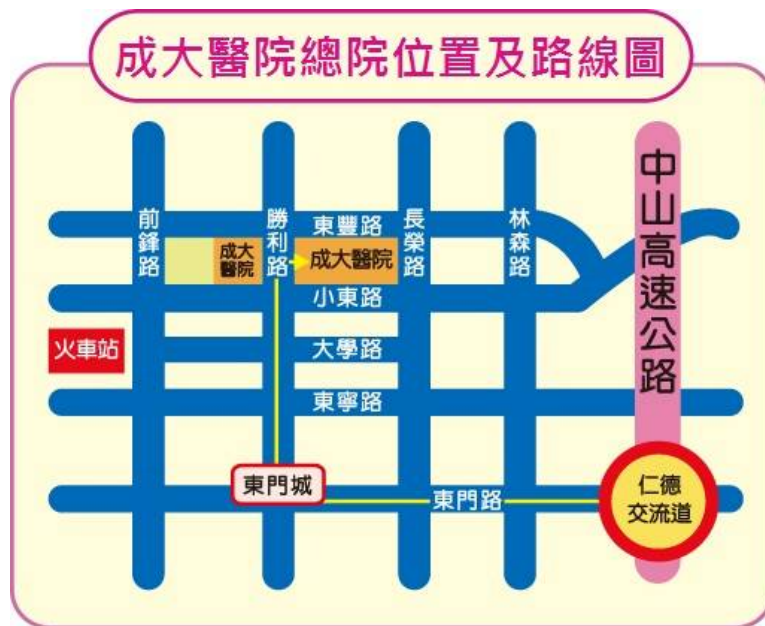 成大醫院總院位置及路線圖
前鋒路
勝利路
東豐路
長榮路
林森路
中山高速公路
成大
醫院
成大醫院
小東路
火車站
大學路
東寧路
東門城
東門路
仁德
交流道